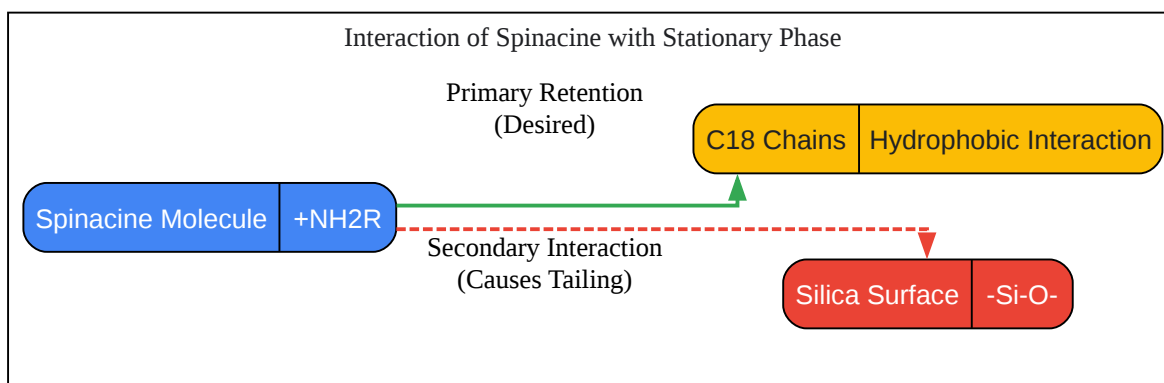 Interaction of Spinacine with Stationary Phase
Primary Retention
(Desired)
C18 Chains
Hydrophobic Interaction
Spinacine Molecule
+NH2R
Secondary Interaction
(Causes Tailing)
Silica Surface
-Si-O-